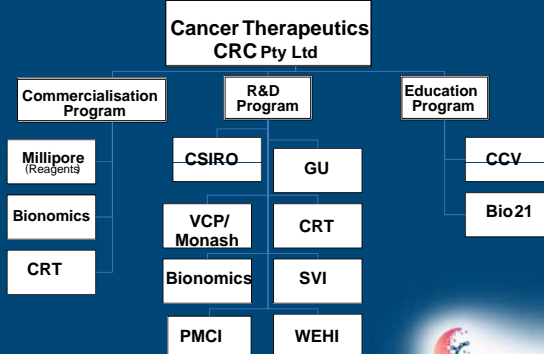 Cancer Therapeutics
CRC Pty Ltd
Commercialisation
Program
R&D
Program
Education
Program
Millipore
(Reagents)
Bionomics
CRT
CSIRO
GU
VCP/
Monash
CRT
Bionomics
SVI
PMCI
WEHI
CCV
Bio21